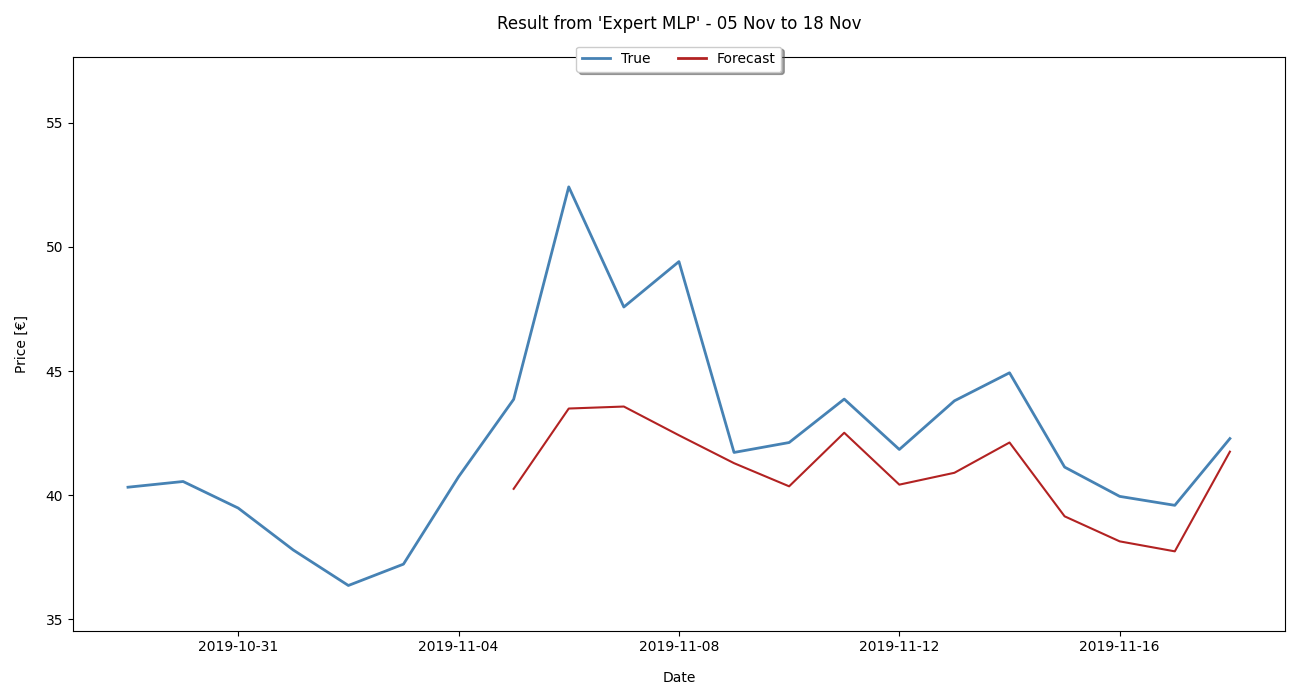 Result from 'Expert MLP' - 05 Nov to 18 Nov
True Forecast
55
50
45
40
35
Price [€]
2019-10-31 2019-11-04 2019-11-08 2019-11-12 2019-11-16
Date